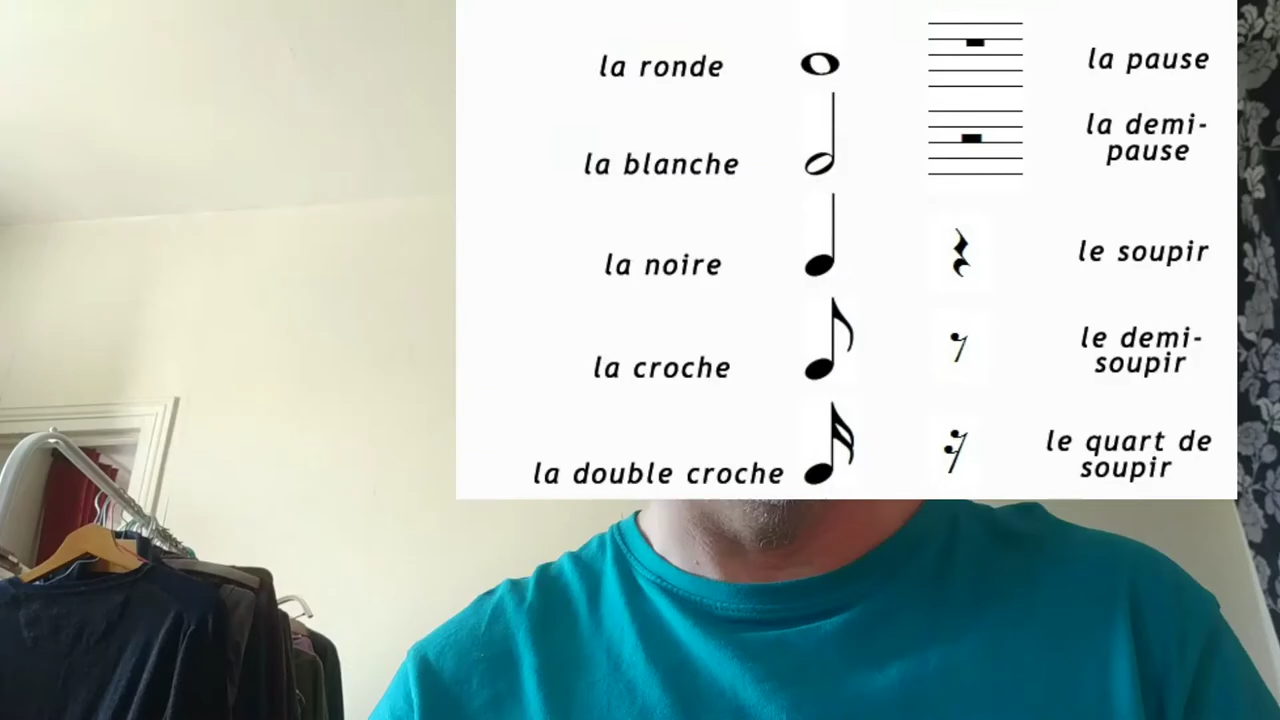 la ronde
la pause
la blanche
la demi-
pause
la noire
le soupir
la croche
le demi-
soupir
la double croche
le quart de
soupir